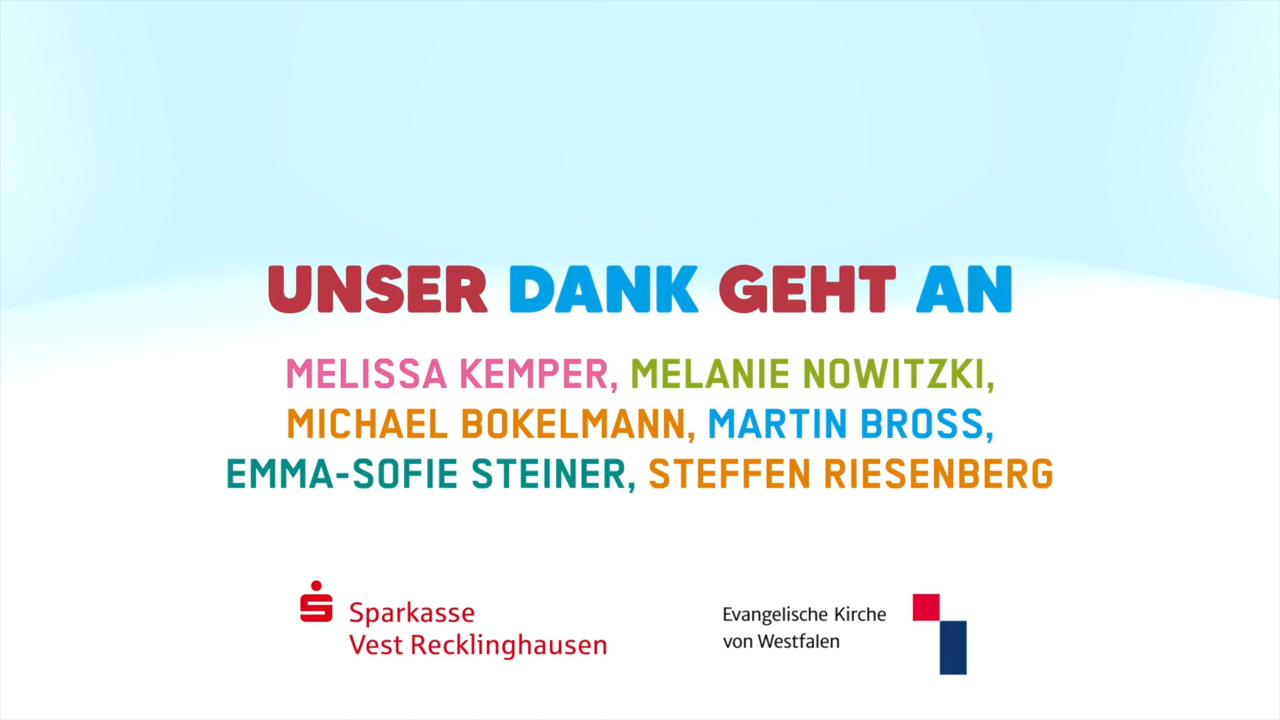 UNSER DANK GEHT AN
MELISSA KEMPER, MELANIE NOWITZKI,
MICHAEL BOKELMANN, MARTIN BROSS,
EMMA-SOFIE STEINER, STEFFEN RIESENBERG
Sparkasse
Vest Recklinghausen
Evangelische Kirche
von Westfalen